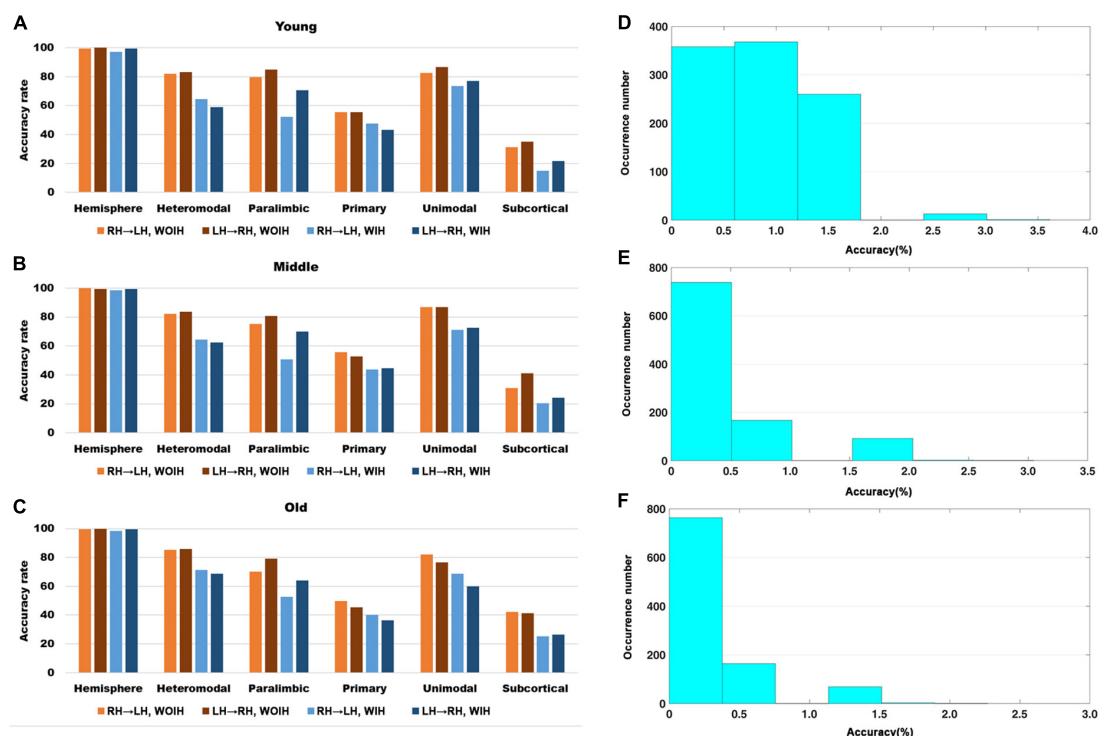 A
Young
Accuracy rate
100
80
60
40
20
0
Hemisphere Heteromodal Paralimbic Primary Unimodal Subcortical
RH→LH, WOIH LH→RH, WOIH RH→LH, WIH LH→RH, WIH
B
Middle
Accuracy rate
100
80
60
40
20
0
Hemisphere Heteromodal Paralimbic Primary Unimodal Subcortical
RH→LH, WOIH LH→RH, WOIH RH→LH, WIH LH→RH, WIH
C
Old
Accuracy rate
100
80
60
40
20
0
Hemisphere Heteromodal Paralimbic Primary Unimodal Subcortical
RH→LH, WOIH LH→RH, WOIH RH→LH, WIH LH→RH, WIH
D
Occurrence number
400
300
200
100
0
0 0.5 1.0 1.5 2.0 2.5 3.0 3.5 4.0
Accuracy(%)
E
Occurrence number
800
600
400
200
0
0 0.5 1.0 1.5 2.0 2.5 3.0 3.5
Accuracy(%)
F
Occurrence number
800
600
400
200
0
0 0.5 1.0 1.5 2.0 2.5 3.0
Accuracy(%)